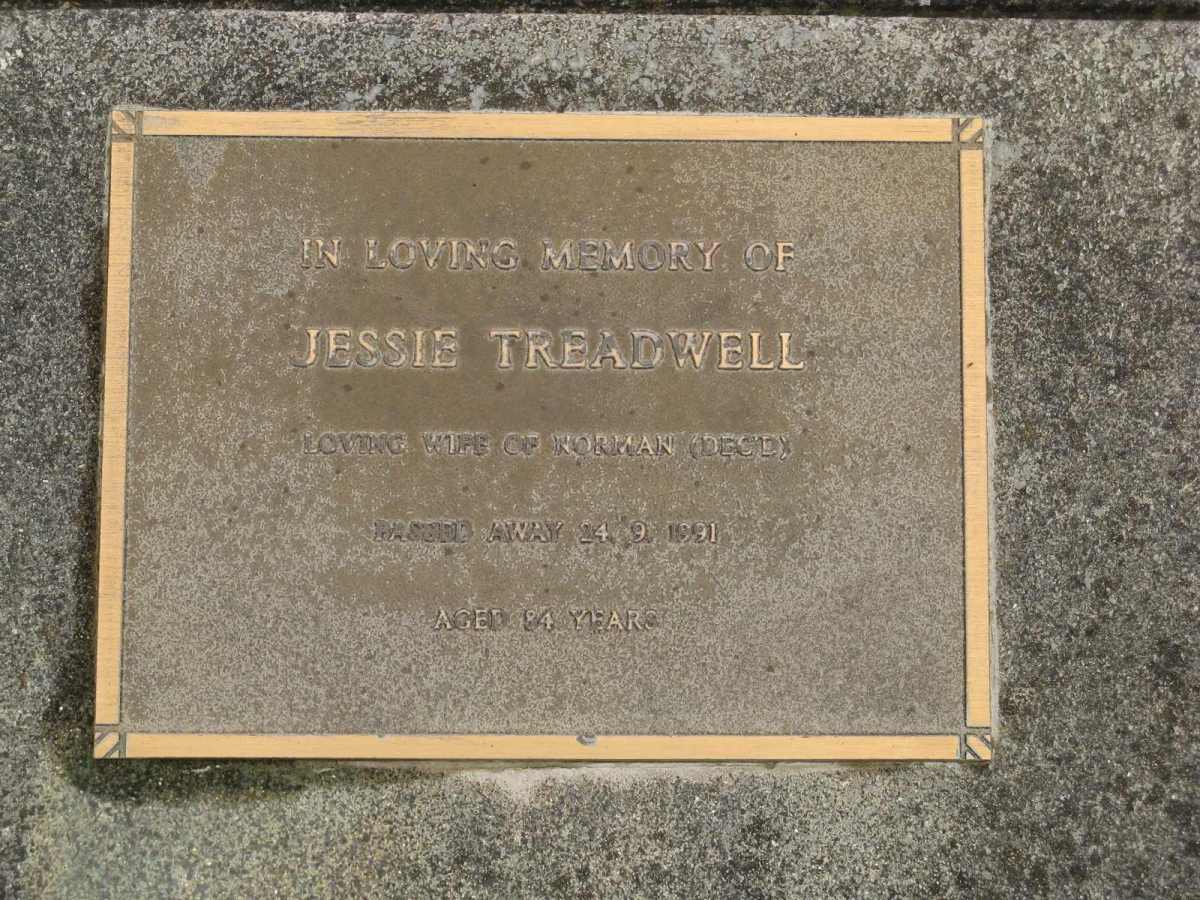 IN LOVING MEMORY OF
JESSIE TREADWELL
LOVING WIFE OF NORMAN (DEC'D)
PASSED AWAY 24. 9. 1991
AGED 84 YEARS